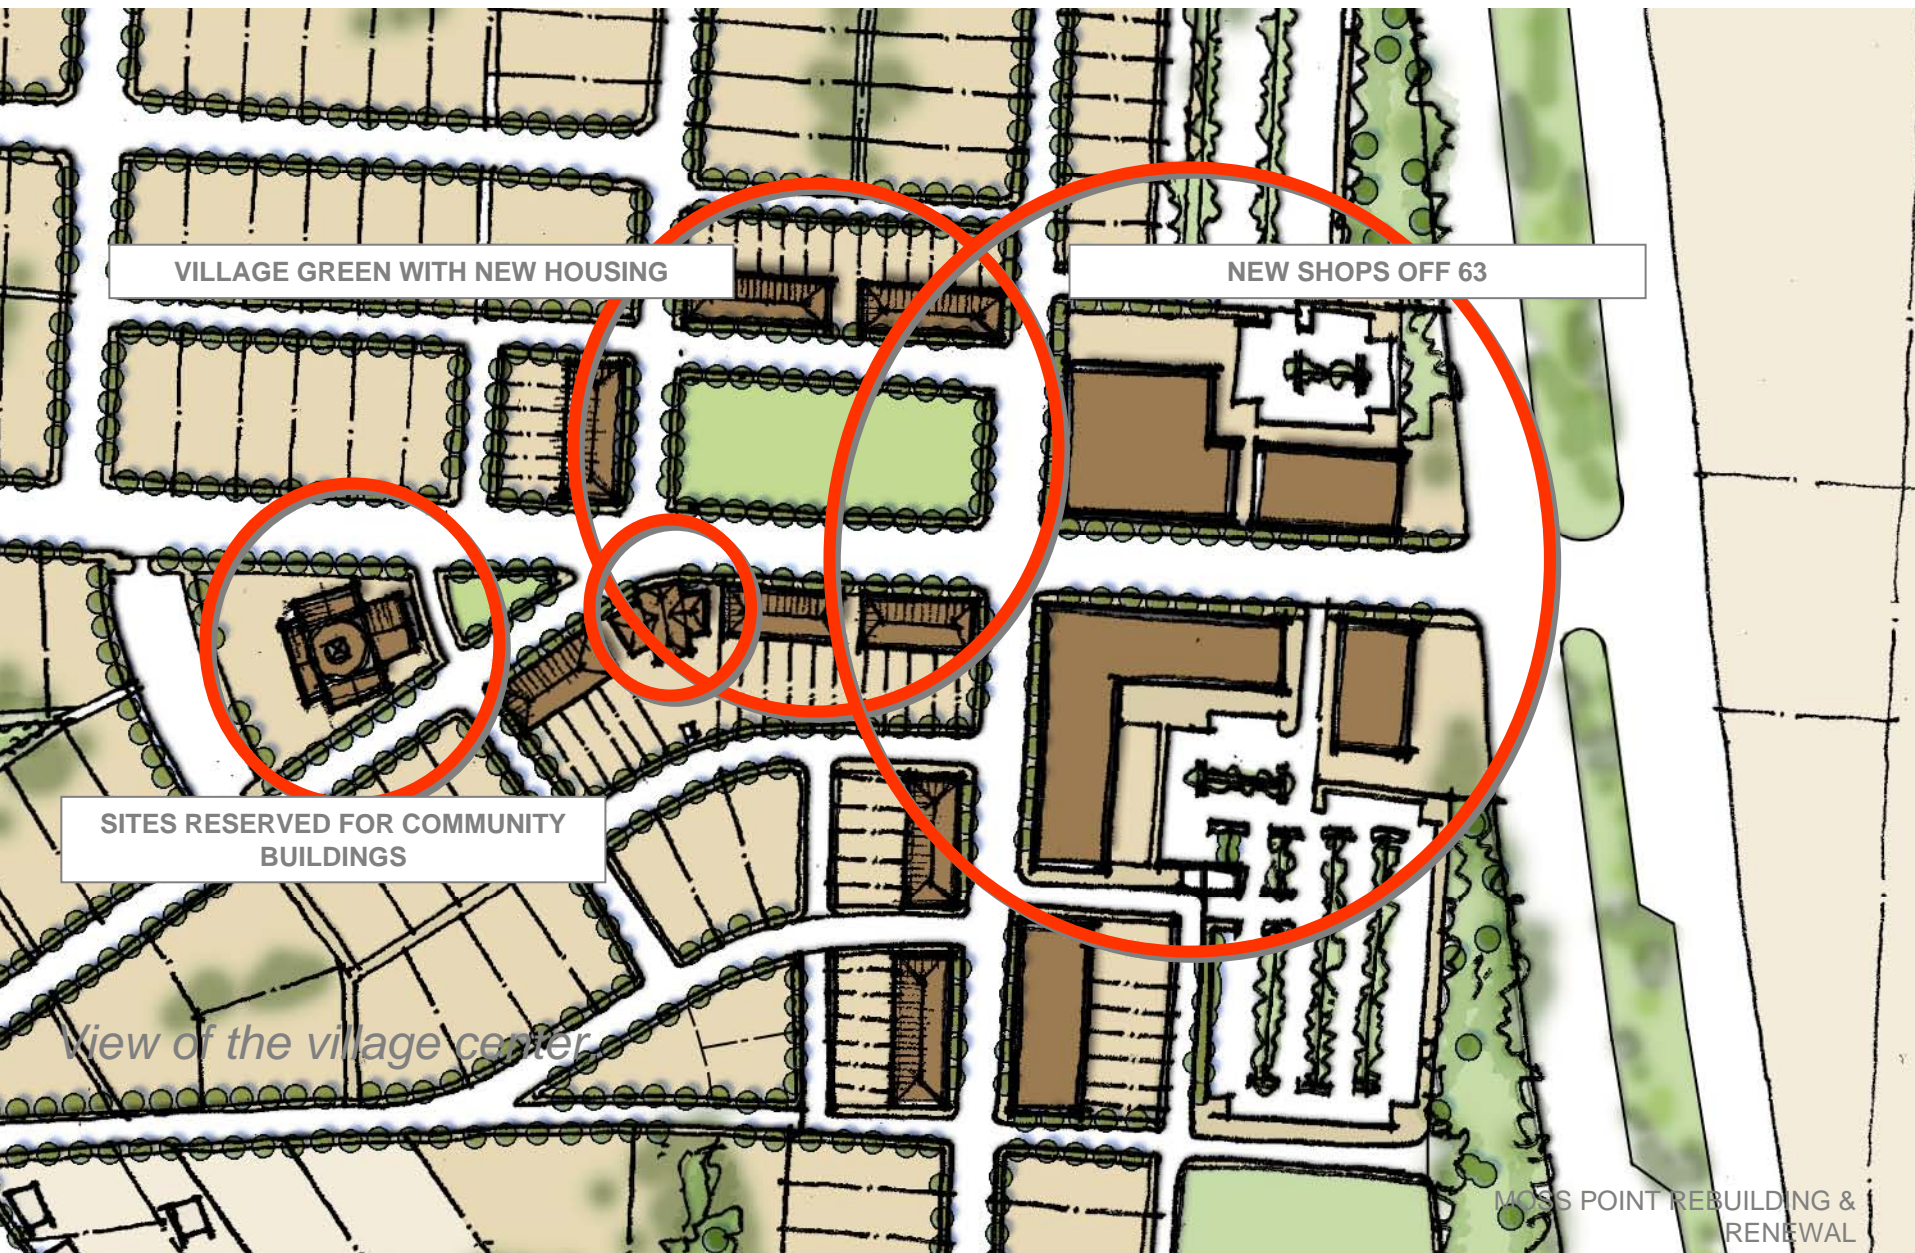 VILLAGE GREEN WITH NEW HOUSING
NEW SHOPS OFF 63
SITES RESERVED FOR COMMUNITY
BUILDINGS
View of the village center
MOSS POINT REBUILDING &
RENEWAL